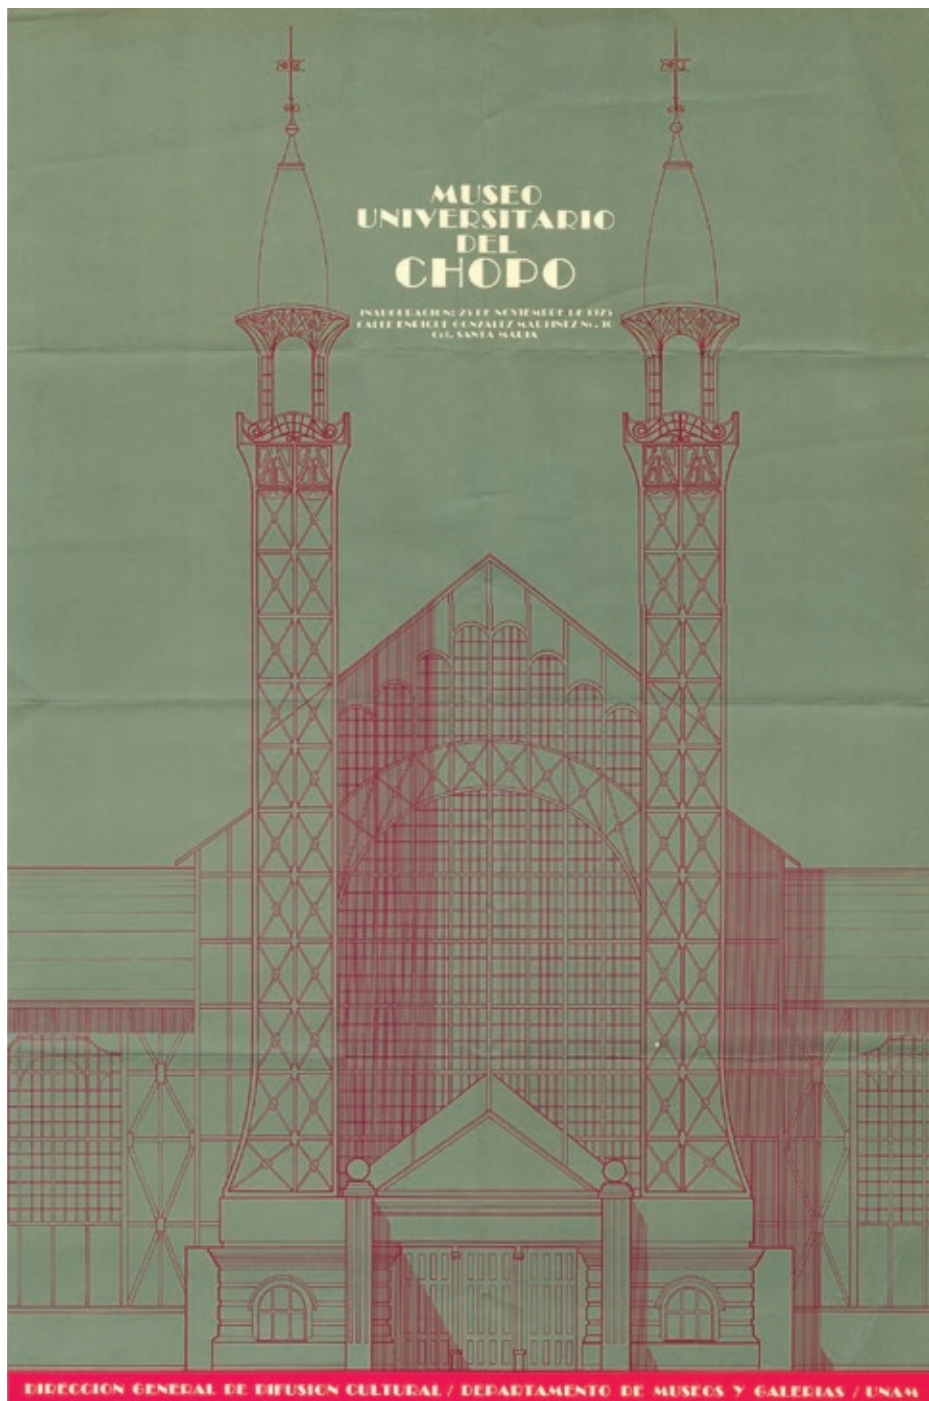 MUSEO
UNIVERSITARIO
DEL
CHOPO
INAUGURACION: 25 DE NOVIEMBRE DE 1975
CALLE ENRIQUE GONZALEZ MARTINEZ No. 10
Col. SANTA MARIA
DIRECCION GENERAL DE DIFUSION CULTURAL / DEPARTAMENTO DE MUSEOS Y GALERIAS / UNAM